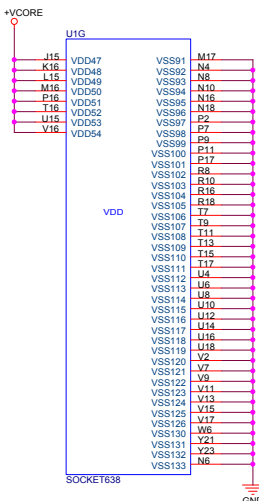 +VCORE
U1G
J15 VDD47 VSS91 M17
K16 VDD48 VSS92 N4
L15 VDD49 VSS93 N8
M16 VDD50 VSS94 N10
P16 VDD51 VSS95 N16
T16 VDD52 VSS96 N18
U15 VDD53 VSS97 P2
V16 VDD54 VSS98 P7
VSS99 P9
VSS100 P11
VSS101 P17
VSS102 R8
VSS103 R10
VSS104 R16
VSS105 R18
VDD
VSS106 T7
VSS107 T9
VSS108 T11
VSS109 T13
VSS110 T15
VSS111 T17
VSS112 U4
VSS113 U6
VSS114 U8
VSS115 U10
VSS116 U12
VSS117 U14
VSS118 U16
VSS119 U18
VSS120 V2
VSS121 V7
VSS122 V9
VSS123 V11
VSS124 V13
VSS125 V15
VSS126 V17
VSS130 W6
VSS131 Y21
VSS132 Y23
VSS133 N6
SOCKET638
GND